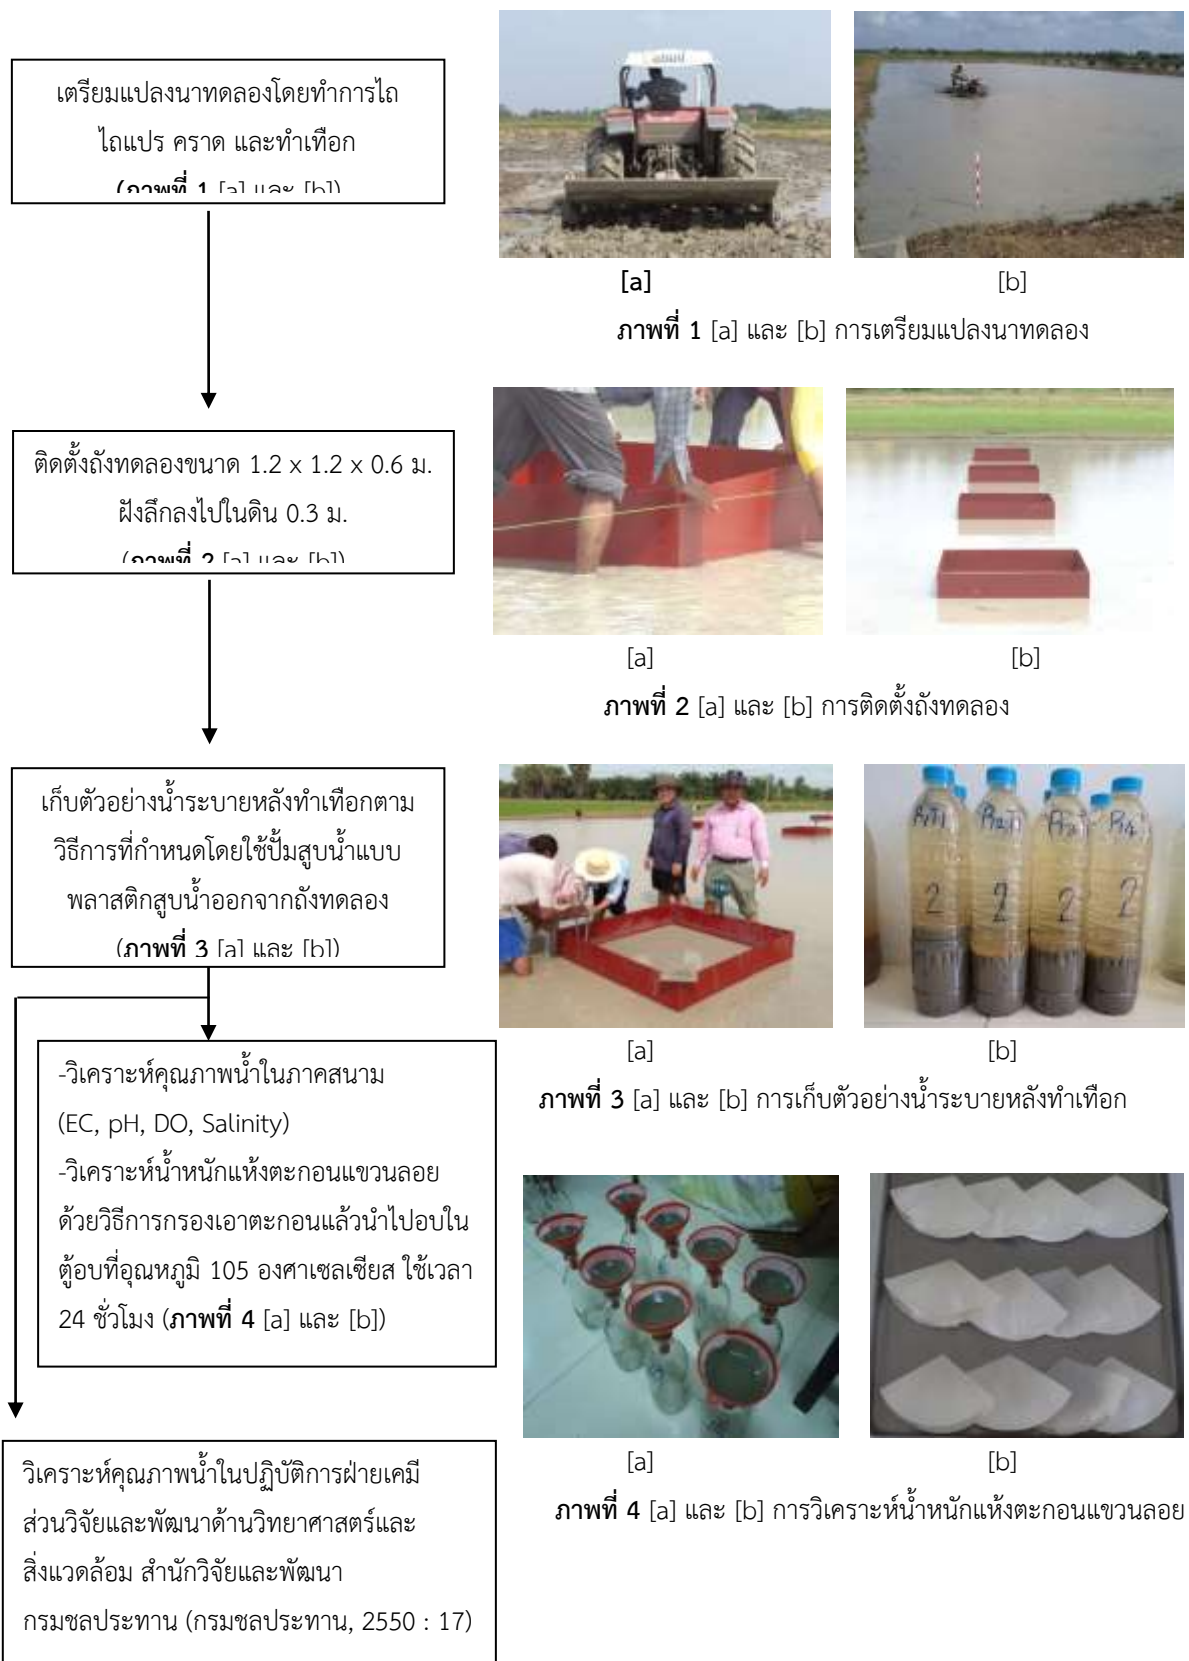 เตรียมแปลงนาทดลองโดยทำการไถ
ไถแปร คราด และทำเทือก
(ภาพที่ 1 [a] และ [b])
[a]
[b]
ภาพที่ 1 [a] และ [b] การเตรียมแปลงนาทดลอง
ติดตั้งถังทดลองขนาด 1.2 x 1.2 x 0.6 ม.
ฝังลึกลงไปในดิน 0.3 ม.
(ภาพที่ 2 [a] และ [b])
[a]
[b]
ภาพที่ 2 [a] และ [b] การติดตั้งถังทดลอง
เก็บตัวอย่างน้ำระบายหลังทำเทือกตาม
วิธีการที่กำหนดโดยใช้ปั้มสูบน้ำแบบ
พลาสติกสูบน้ำออกจากถังทดลอง
(ภาพที่ 3 [a] และ [b])
2
2
2
2
[a]
[b]
ภาพที่ 3 [a] และ [b] การเก็บตัวอย่างน้ำระบายหลังทำเทือก
-วิเคราะห์คุณภาพน้ำในภาคสนาม
(EC, pH, DO, Salinity)
-วิเคราะห์น้ำหนักแห้งตะกอนแขวนลอย
ด้วยวิธีการกรองเอาตะกอนแล้วนำไปอบใน
ตู้อบที่อุณหภูมิ 105 องศาเซลเซียส ใช้เวลา
24 ชั่วโมง (ภาพที่ 4 [a] และ [b])
[a]
[b]
ภาพที่ 4 [a] และ [b] การวิเคราะห์น้ำหนักแห้งตะกอนแขวนลอย
วิเคราะห์คุณภาพน้ำในปฏิบัติการฝ่ายเคมี
ส่วนวิจัยและพัฒนาด้านวิทยาศาสตร์และ
สิ่งแวดล้อม สำนักวิจัยและพัฒนา
กรมชลประทาน (กรมชลประทาน, 2550 : 17)